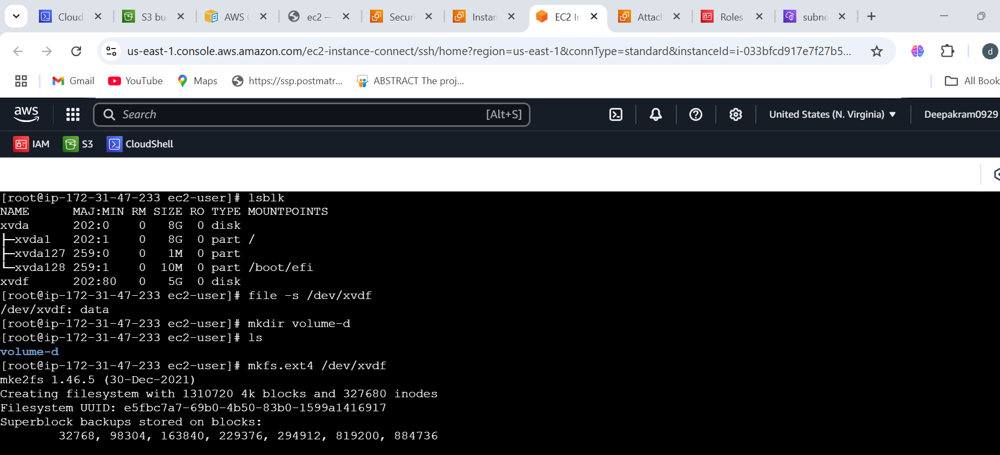 Cloud
S3 bu
AWS
ec2 —
Securi
Instan
EC2 Ir
Attach
Roles
subne
us-east-1.console.aws.amazon.com/ec2-instance-connect/ssh/home?region=us-east-1&connType=standard&instanceId=i-033bfcd917e7f27b5...
d
Gmail
YouTube
Maps
https://ssp.postmatr...
ABSTRACT The proj...
All Book
aws
Search
[Alt+S]
United States (N. Virginia)
Deepakram0929
IAM
S3
CloudShell
[root@ip-172-31-47-233 ec2-user]# lsblk
NAME      MAJ:MIN RM SIZE RO TYPE MOUNTPOINTS
xvda      202:0    0   8G  0 disk
├─xvda1   202:1    0   8G  0 part /
├─xvda127 259:0    0   1M  0 part
└─xvda128 259:1    0  10M  0 part /boot/efi
xvdf      202:80   0   5G  0 disk
[root@ip-172-31-47-233 ec2-user]# file -s /dev/xvdf
/dev/xvdf: data
[root@ip-172-31-47-233 ec2-user]# mkdir volume-d
[root@ip-172-31-47-233 ec2-user]# ls
volume-d
[root@ip-172-31-47-233 ec2-user]# mkfs.ext4 /dev/xvdf
mke2fs 1.46.5 (30-Dec-2021)
Creating filesystem with 1310720 4k blocks and 327680 inodes
Filesystem UUID: e5fbc7a7-69b0-4b50-83b0-1599a1416917
Superblock backups stored on blocks:
        32768, 98304, 163840, 229376, 294912, 819200, 884736